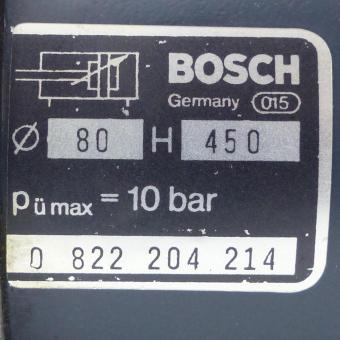 BOSCH
Germany 015
Ø 80 H 450
pü max = 10 bar
0 822 204 214